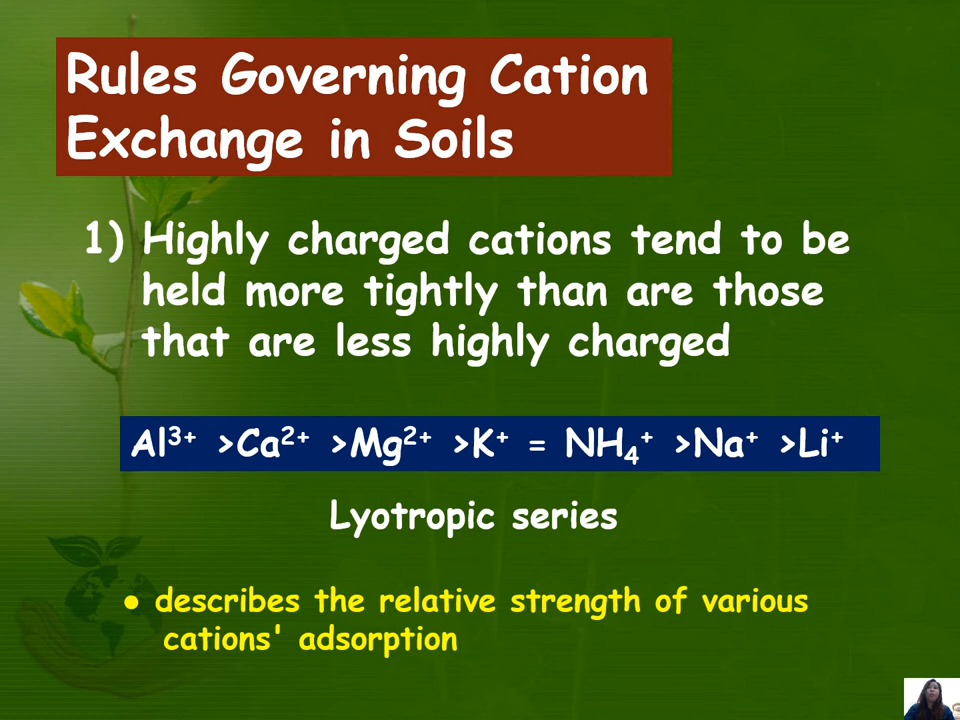 Rules Governing Cation
Exchange in Soils
1) Highly charged cations tend to be
held more tightly than are those
that are less highly charged
Al³⁺ >Ca²⁺ >Mg²⁺ >K⁺ = NH₄⁺ >Na⁺ >Li⁺
Lyotropic series
• describes the relative strength of various
cations' adsorption